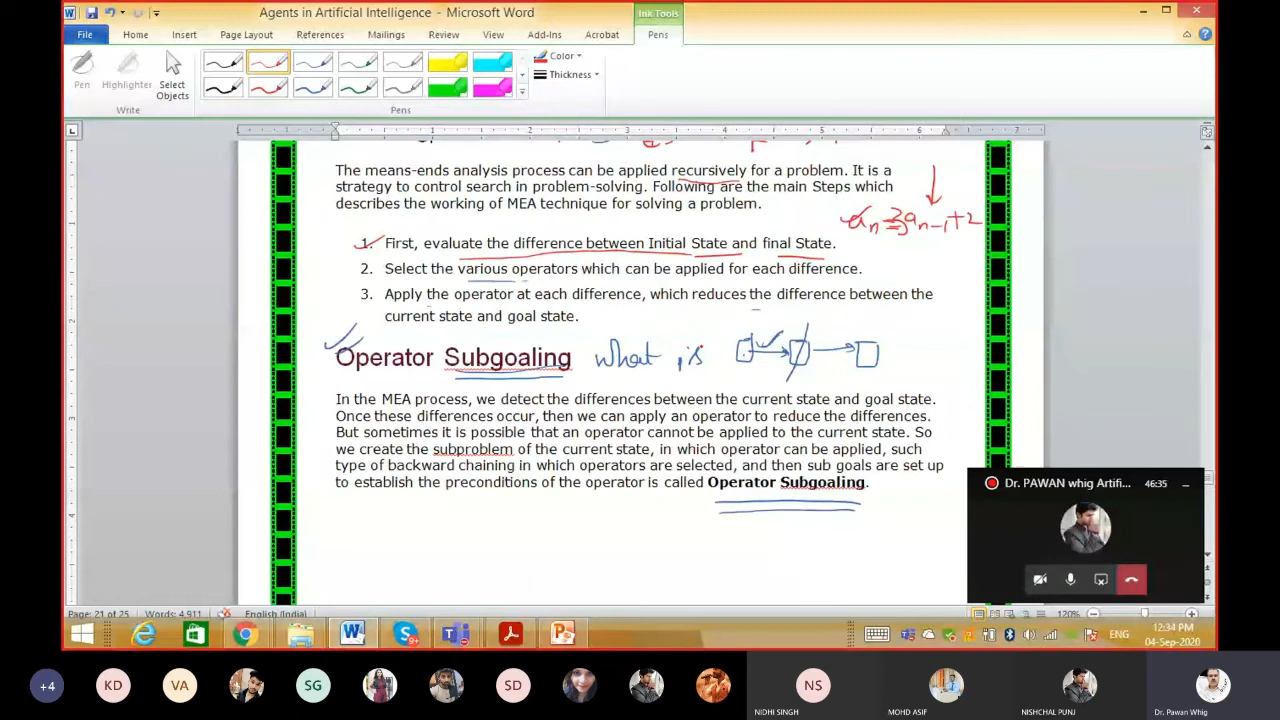 Agents in Artificial Intelligence - Microsoft Word
Ink Tools
File Home Insert Page Layout References Mailings Review View Add-Ins Acrobat Pens
Pen
Highlighter
Select
Objects
Color
Thickness
Write
Pens
The means-ends analysis process can be applied recursively for a problem. It is a
strategy to control search in problem-solving. Following are the main Steps which
describes the working of MEA technique for solving a problem.
1. First, evaluate the difference between Initial State and final State.
2. Select the various operators which can be applied for each difference.
3. Apply the operator at each difference, which reduces the difference between the
current state and goal state.
Operator Subgoaling what is
In the MEA process, we detect the differences between the current state and goal state.
Once these differences occur, then we can apply an operator to reduce the differences.
But sometimes it is possible that an operator cannot be applied to the current state. So
we create the subproblem of the current state, in which operator can be applied, such
type of backward chaining in which operators are selected, and then sub goals are set up
to establish the preconditions of the operator is called Operator Subgoaling.
Dr. PAWAN whig Artifi... 46:35
Page: 21 of 25 Words: 4,911 English (India) 120%
ENG
12:34 PM
04-Sep-2020
+4 KD VA SG SD NS
NIDHI SINGH MOHD ASIF NISHCHAL PUNJ Dr. Pawan Whig